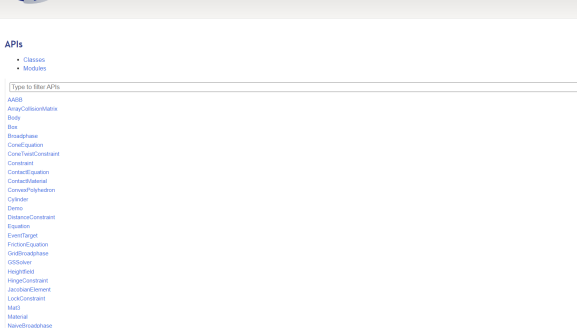 APIs
Classes
Modules
Type to filter APIs
AABB
ArrayCollisionMatrix
Body
Box
Broadphase
ConeEquation
ConeTwistConstraint
Constraint
ContactEquation
ContactMaterial
ConvexPolyhedron
Cylinder
Demo
DistanceConstraint
Equation
EventTarget
FrictionEquation
GridBroadphase
GSSolver
Heightfield
HingeConstraint
JacobianElement
LockConstraint
Mat3
Material
NaiveBroadphase